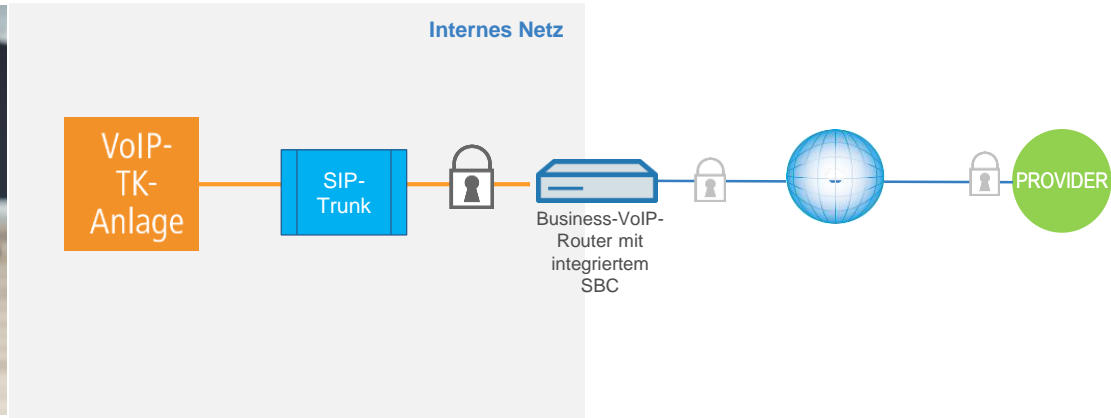 Internes Netz
VoIP-
TK-
Anlage
SIP-
Trunk
Business-VoIP-
Router mit
integriertem
SBC
PROVIDER